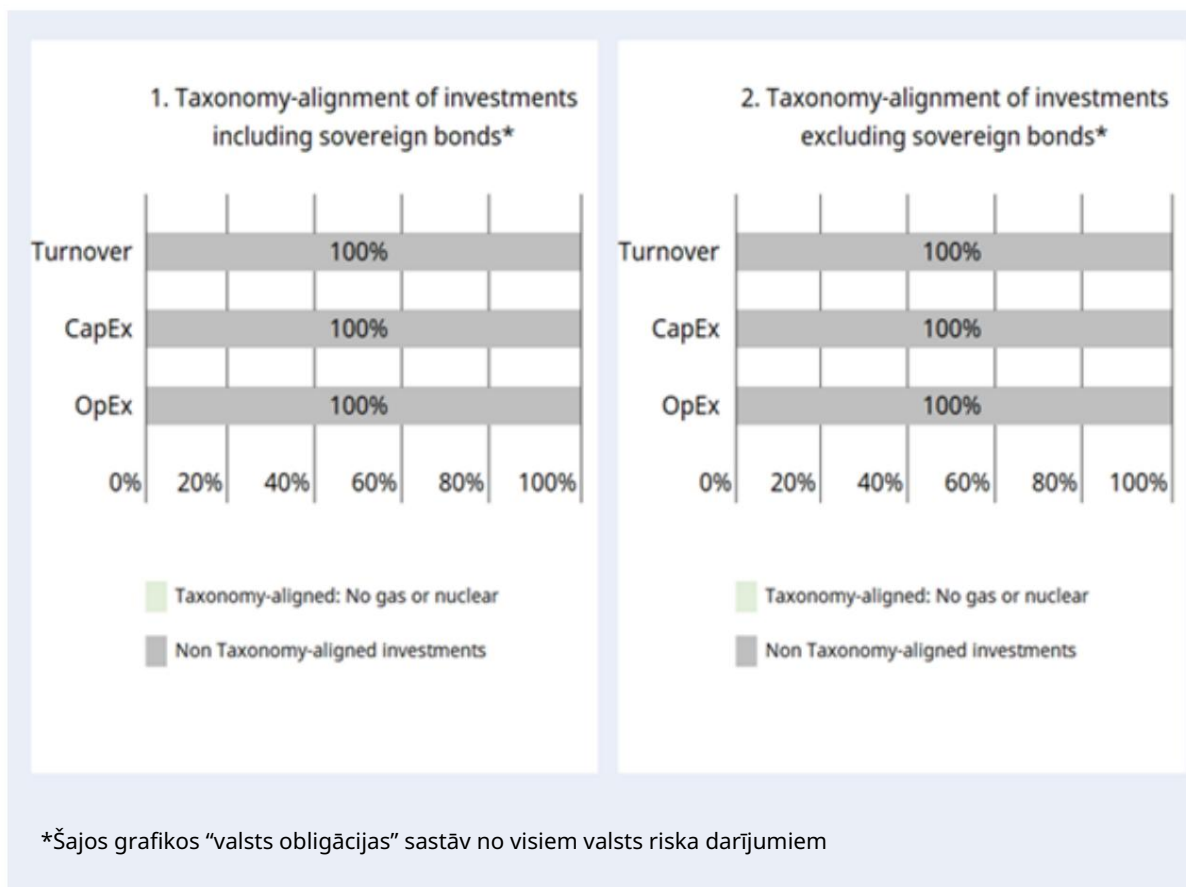 1. Taxonomy-alignment of investments
including sovereign bonds*
Turnover
100%
CapEx
100%
OpEx
100%
0% 20% 40% 60% 80% 100%
Taxonomy-aligned: No gas or nuclear
Non Taxonomy-aligned investments
2. Taxonomy-alignment of investments
excluding sovereign bonds*
Turnover
100%
CapEx
100%
OpEx
100%
0% 20% 40% 60% 80% 100%
Taxonomy-aligned: No gas or nuclear
Non Taxonomy-aligned investments
*Šajos grafikos “valsts obligācijas” sastāv no visiem valsts riska darījumiem